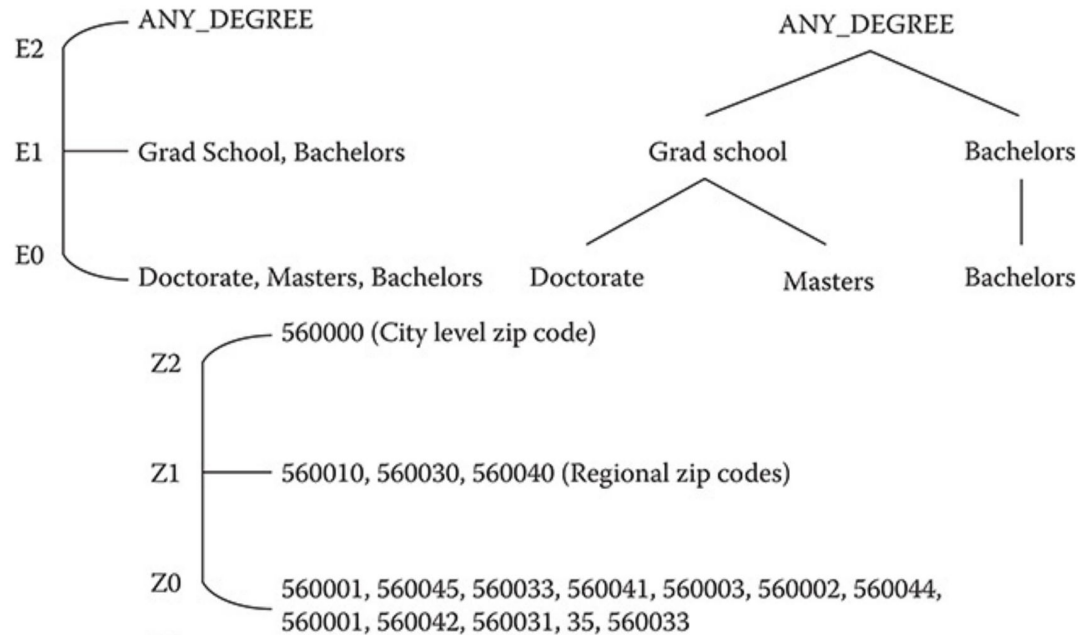 ANY_DEGREE
E2
E1
Grad School, Bachelors
E0
Doctorate, Masters, Bachelors
ANY_DEGREE
Grad school
Bachelors
Doctorate
Masters
Bachelors
560000 (City level zip code)
Z2
Z1
560010, 560030, 560040 (Regional zip codes)
Z0
560001, 560045, 560033, 560041, 560003, 560002, 560044,
560001, 560042, 560031, 35, 560033